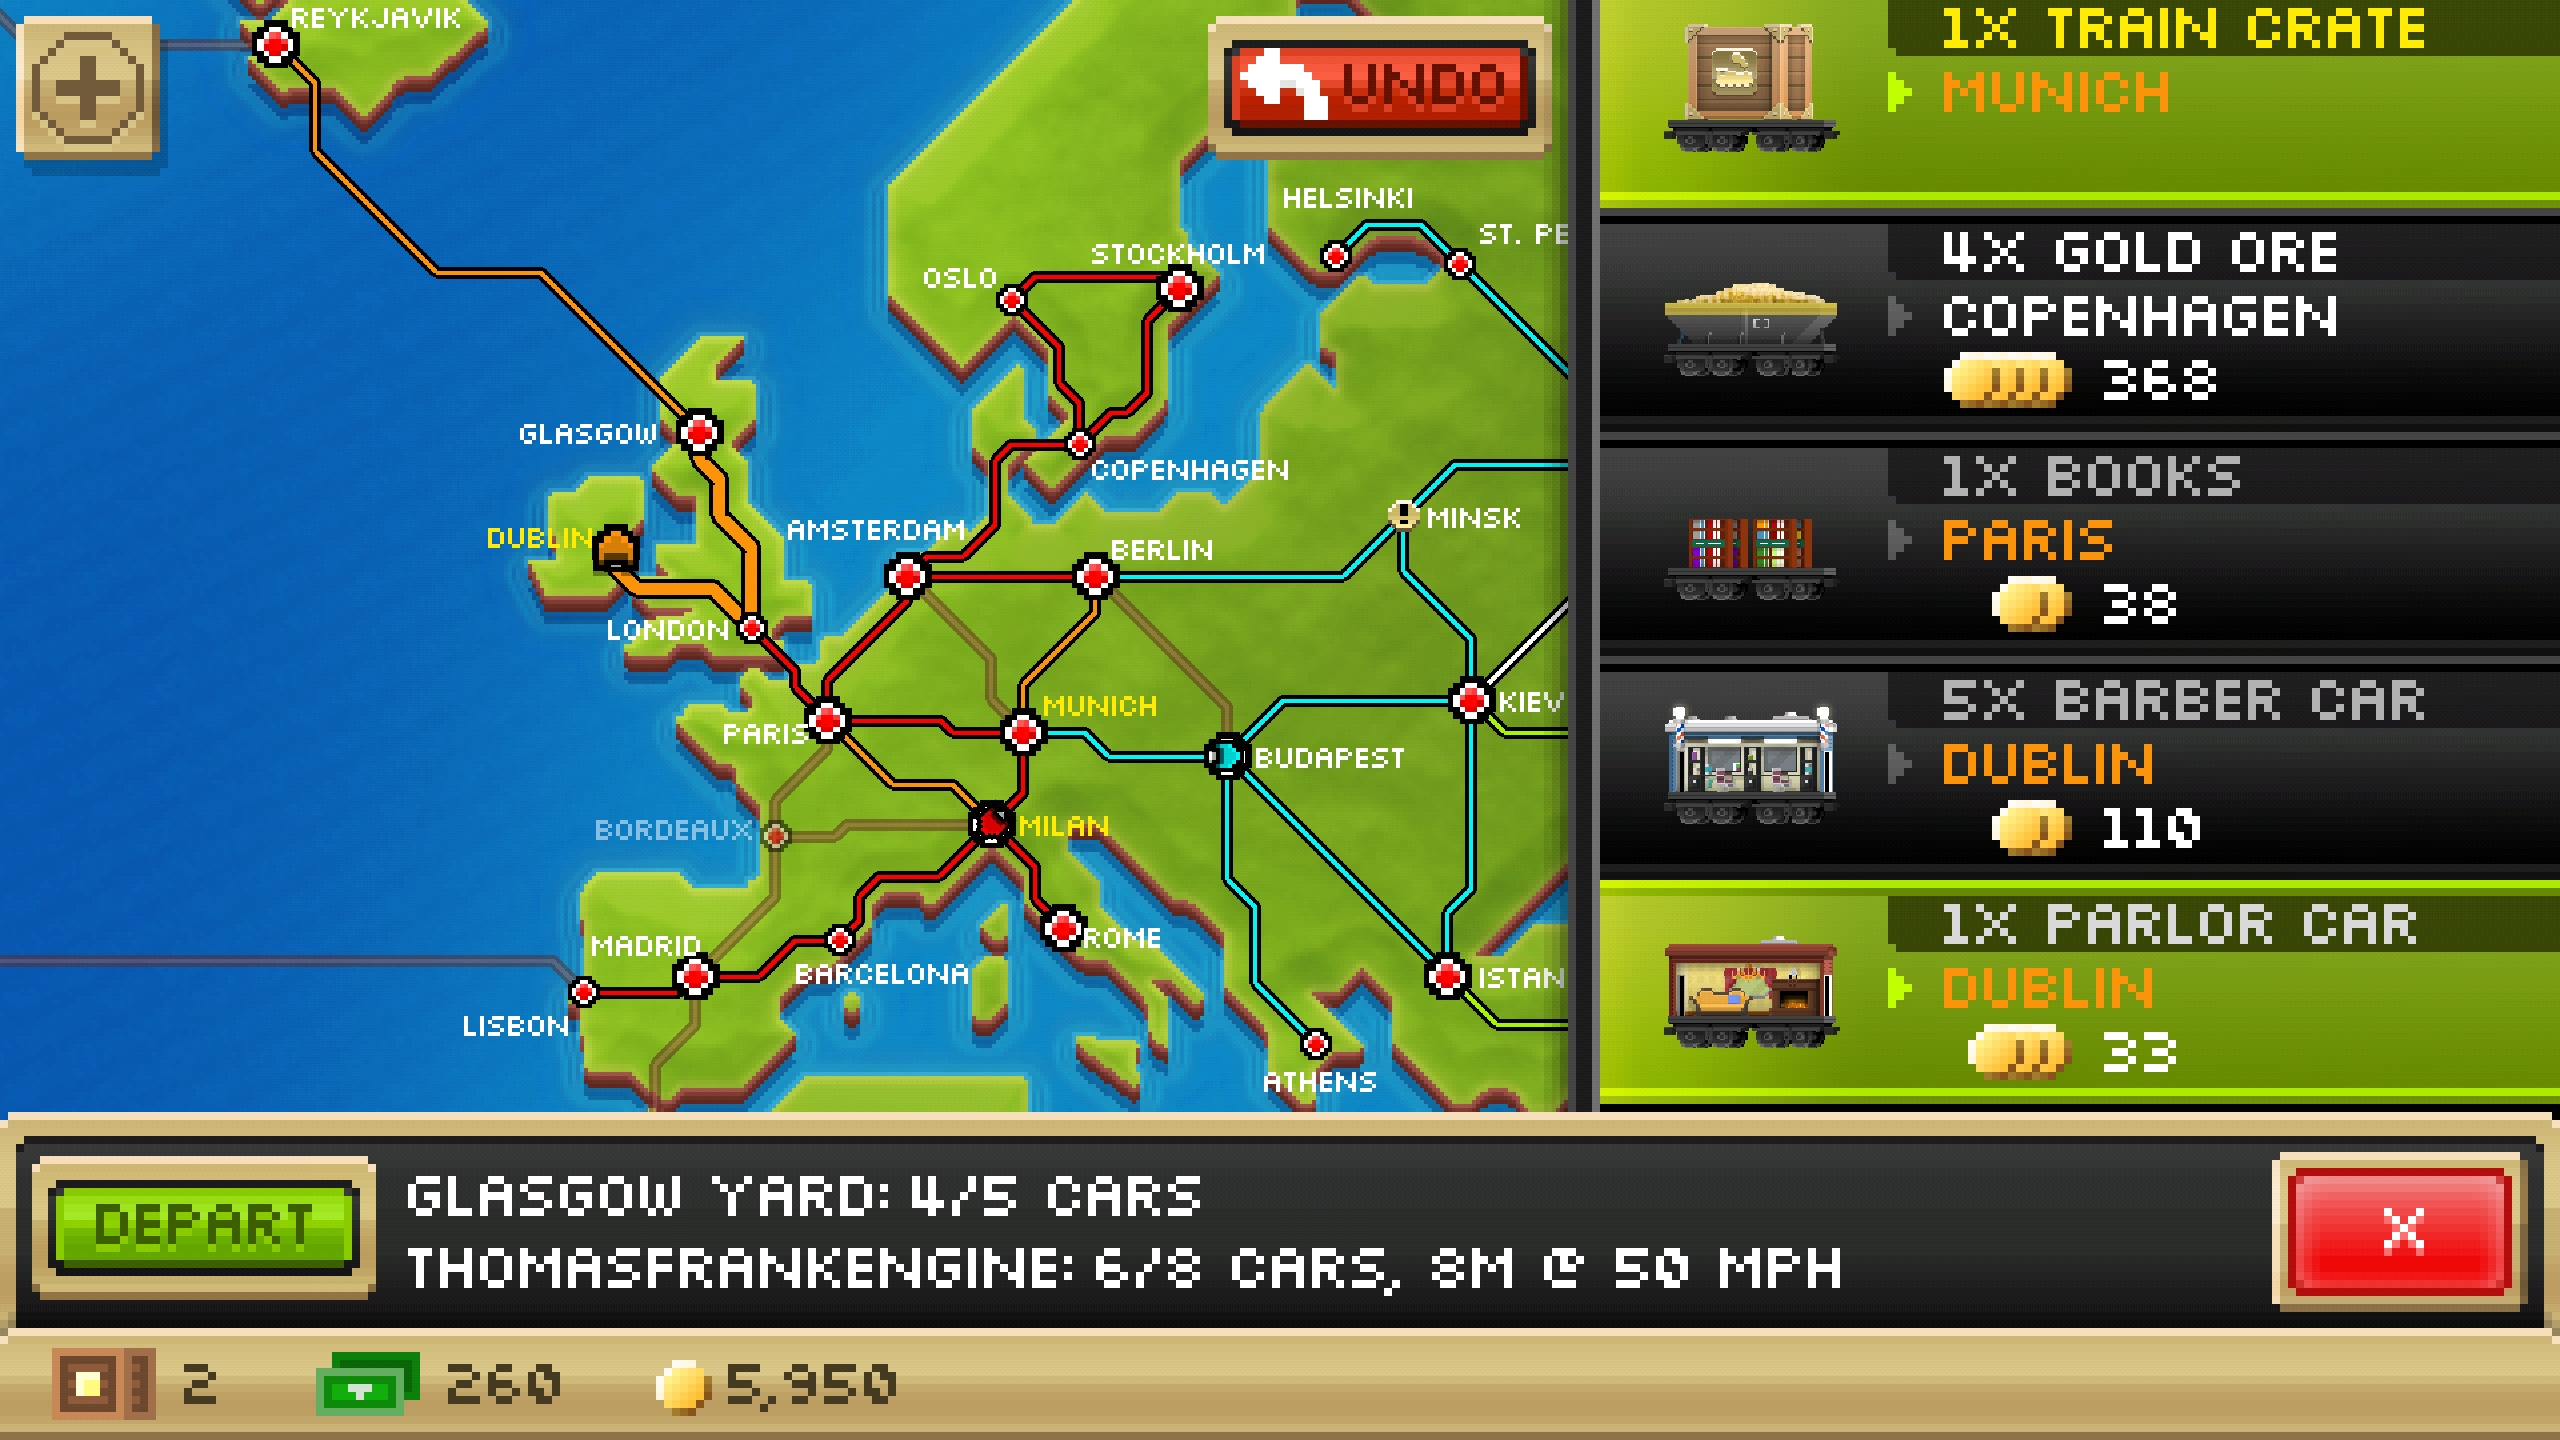 REYKJAVIK
UNDO
HELSINKI
ST. PE
STOCKHOLM
OSLO
GLASGOW
COPENHAGEN
AMSTERDAM
MINSK
DUBLIN
BERLIN
LONDON
MUNICH
KIEV
PARIS
BUDAPEST
BORDEAUX
MILAN
MADRID
ROME
BARCELONA
ISTAN
LISBON
ATHENS
1X TRAIN CRATE
MUNICH
4X GOLD ORE
COPENHAGEN
368
1X BOOKS
PARIS
38
5X BARBER CAR
DUBLIN
110
1X PARLOR CAR
DUBLIN
33
DEPART
GLASGOW YARD: 4/5 CARS
THOMASFRANKENGINE: 6/8 CARS, 8M @ 50 MPH
X
2
260
5,950